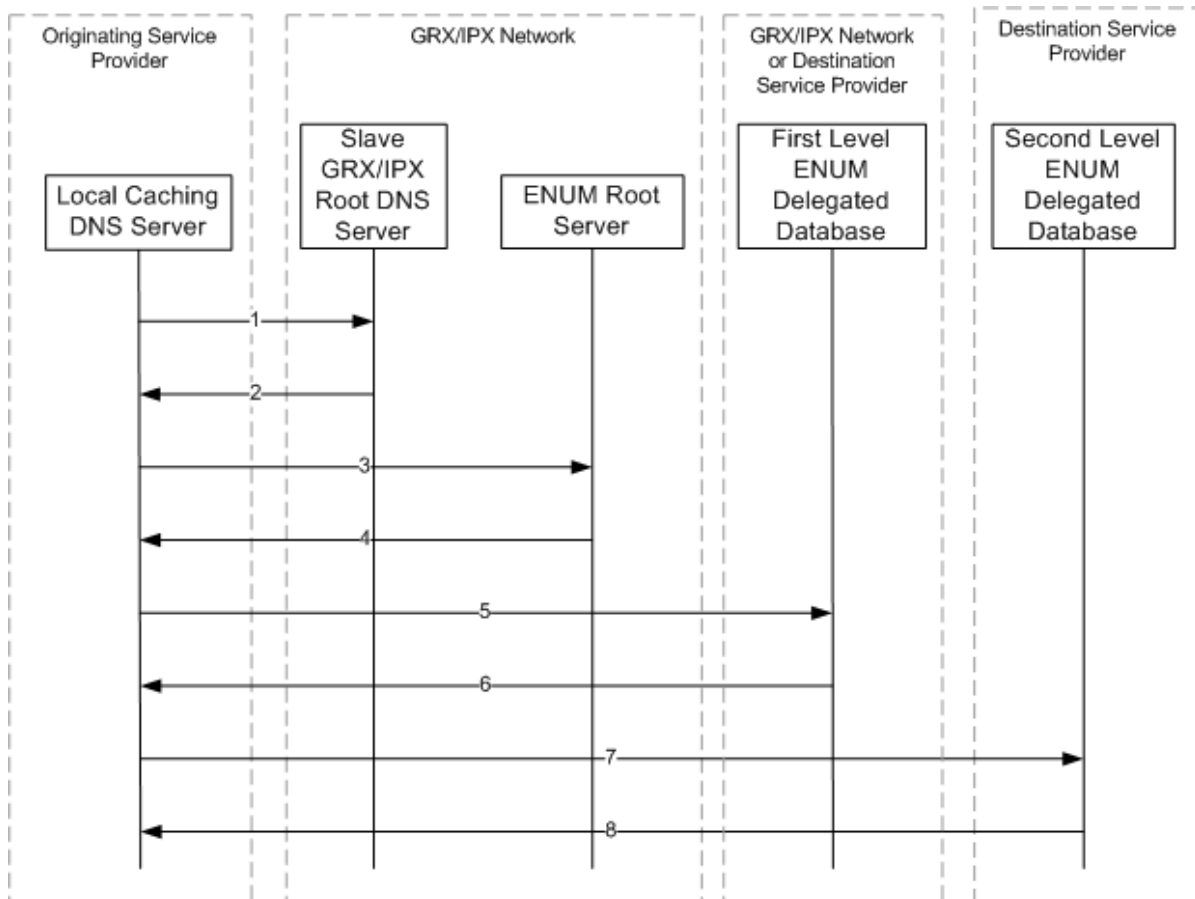 Originating Service
Provider
GRX/IPX Network
GRX/IPX Network
or Destination
Service Provider
Destination Service
Provider
Local Caching
DNS Server
Slave
GRX/IPX
Root DNS
Server
ENUM Root
Server
First Level
ENUM
Delegated
Database
Second Level
ENUM
Delegated
Database
1
2
3
4
5
6
7
8